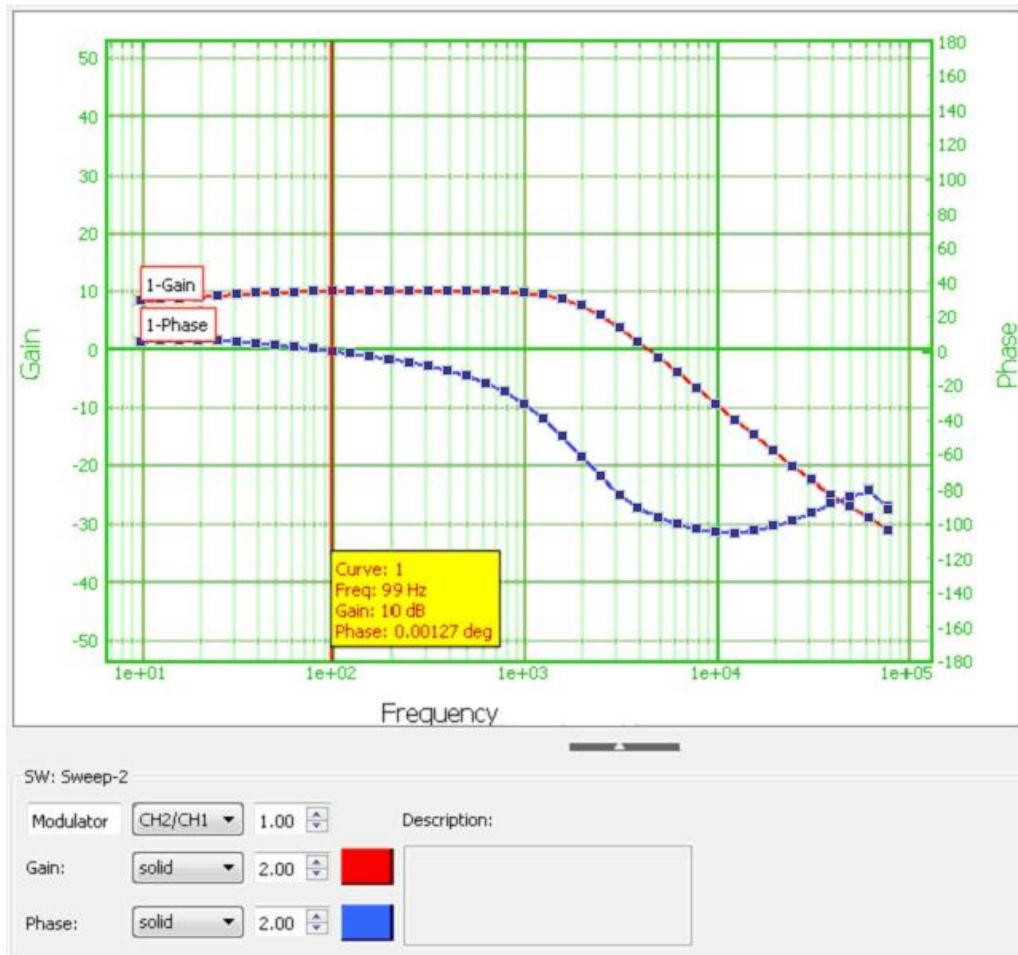 50
40
30
20
10
0
-10
-20
-30
-40
-50
Gain
180
160
140
120
100
80
60
40
20
0
-20
-40
-60
-80
-100
-120
-140
-160
-180
Phase
1-Gain
1-Phase
Curve: 1
Freq: 99 Hz
Gain: 10 dB
Phase: 0.00127 deg
1e+01 1e+02 1e+03 1e+04 1e+05
Frequency
SW: Sweep-2
Modulator CH2/CH1 1.00 Description:
Gain: solid 2.00
Phase: solid 2.00